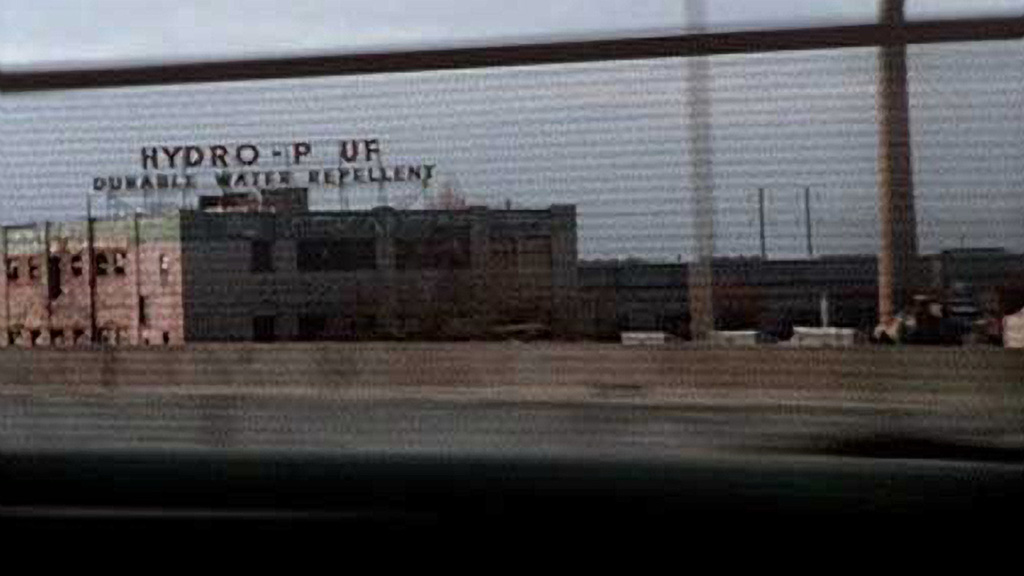 HYDRO-P UF
DURABLE WATER REPELLENT